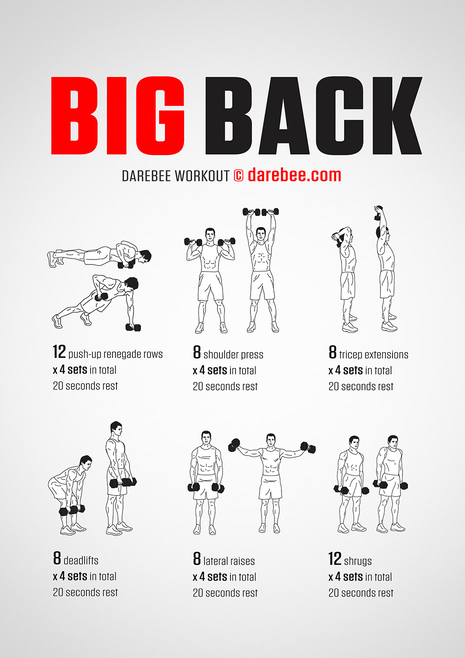 BIG BACK
DAREBEE WORKOUT © darebee.com
12 push-up renegade rows
x 4 sets in total
20 seconds rest
8 shoulder press
x 4 sets in total
20 seconds rest
8 tricep extensions
x 4 sets in total
20 seconds rest
8 deadlifts
x 4 sets in total
20 seconds rest
8 lateral raises
x 4 sets in total
20 seconds rest
12 shrugs
x 4 sets in total
20 seconds rest